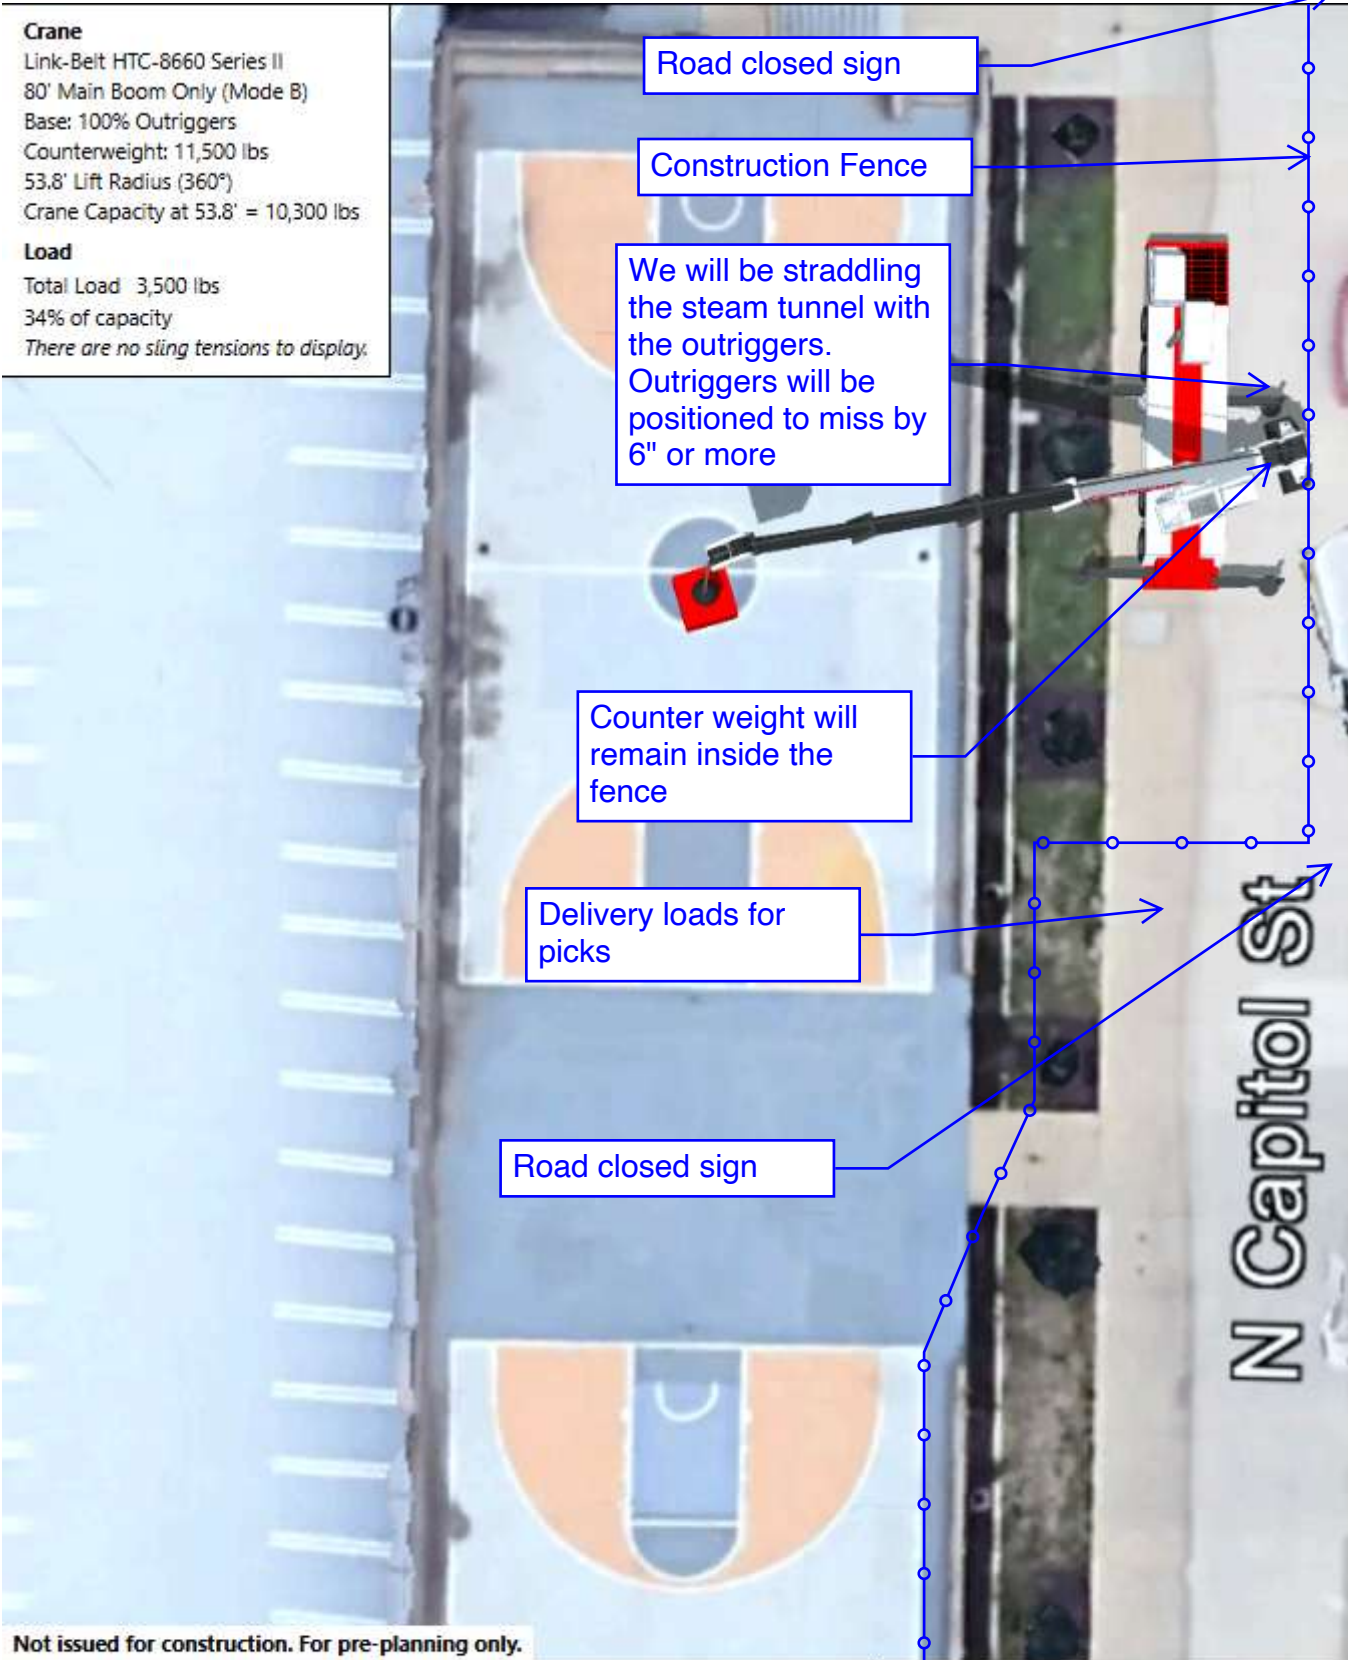 Crane
Link-Belt HTC-8660 Series II
80' Main Boom Only (Mode B)
Base: 100% Outriggers
Counterweight: 11,500 lbs
53.8' Lift Radius (360°)
Crane Capacity at 53.8' = 10,300 lbs
Load
Total Load 3,500 lbs
34% of capacity
There are no sling tensions to display.
Road closed sign
Construction Fence
We will be straddling
the steam tunnel with
the outriggers.
Outriggers will be
positioned to miss by
6" or more
Counter weight will
remain inside the
fence
Delivery loads for
picks
Road closed sign
N Capitol St
Not issued for construction. For pre-planning only.